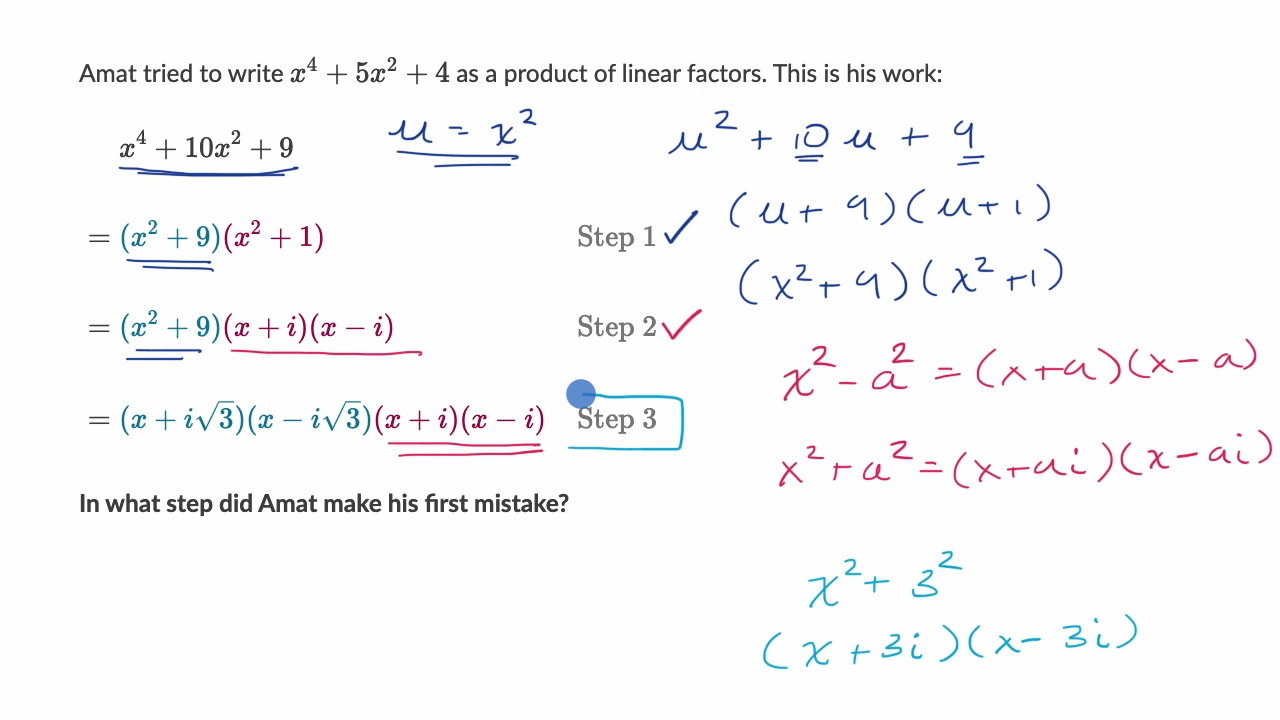 Amat tried to write x⁴ + 5x² + 4 as a product of linear factors. This is his work:
x⁴ + 10x² + 9 u = x² u² + 10u + 9
(u + 9)(u + 1)
= (x² + 9)(x² + 1) Step 1 ✓
(x² + 9)(x² + 1)
= (x² + 9)(x + i)(x − i) Step 2 ✓
x² − a² = (x + a)(x − a)
= (x + i√3)(x − i√3)(x + i)(x − i) Step 3
x² + a² = (x + ai)(x − ai)
In what step did Amat make his first mistake?
x² + 3²
(x + 3i)(x − 3i)